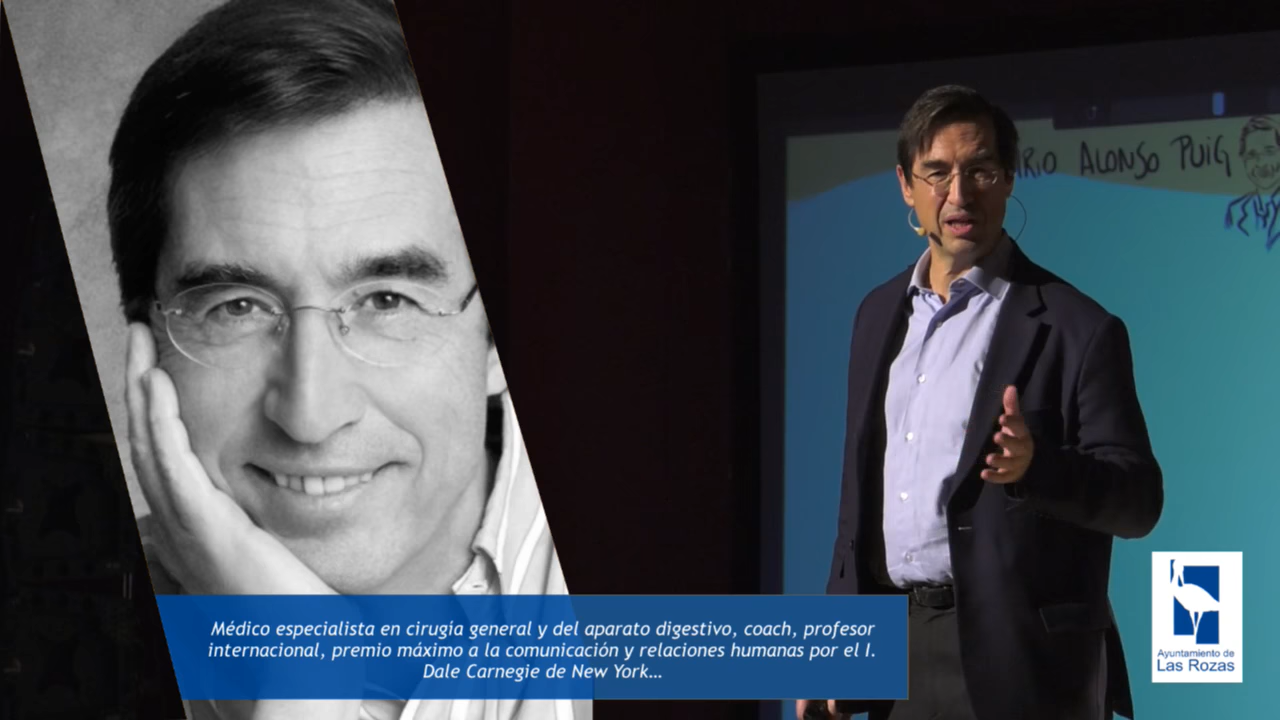 ARIO ALONSO PUIG
Médico especialista en cirugía general y del aparato digestivo, coach, profesor
internacional, premio máximo a la comunicación y relaciones humanas por el I.
Dale Carnegie de New York...
Ayuntamiento de
Las Rozas